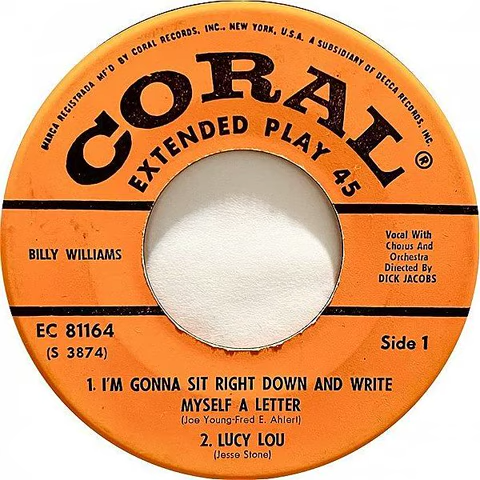 MARCA REGISTRADA MF'D BY CORAL RECORDS, INC., NEW YORK, U.S.A. A SUBSIDIARY OF DECCA RECORDS, INC.
CORAL®
EXTENDED PLAY 45
BILLY WILLIAMS
Vocal With
Chorus And
Orchestra
Directed By
DICK JACOBS
EC 81164
(S 3874)
Side 1
1. I'M GONNA SIT RIGHT DOWN AND WRITE
MYSELF A LETTER
(Joe Young-Fred E. Ahlert)
2. LUCY LOU
(Jesse Stone)